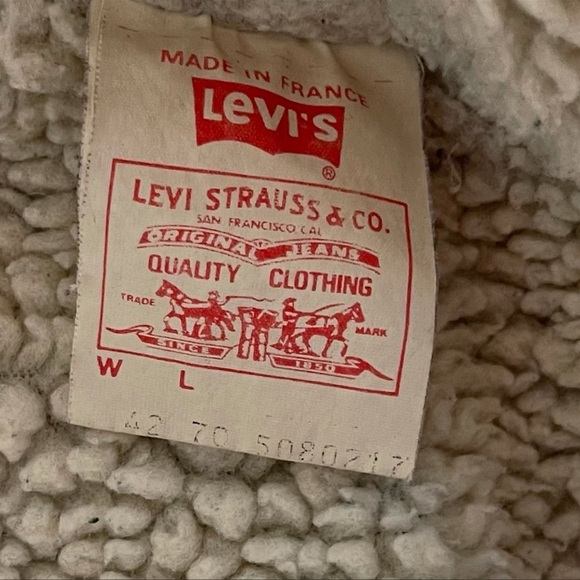 MADE IN FRANCE
LEVI'S
®
LEVI STRAUSS & CO.
SAN FRANCISCO CAL
ORIGINAL JEANS
QUALITY CLOTHING
TRADE MARK
SINCE 1850
W L
A2 70 5080217